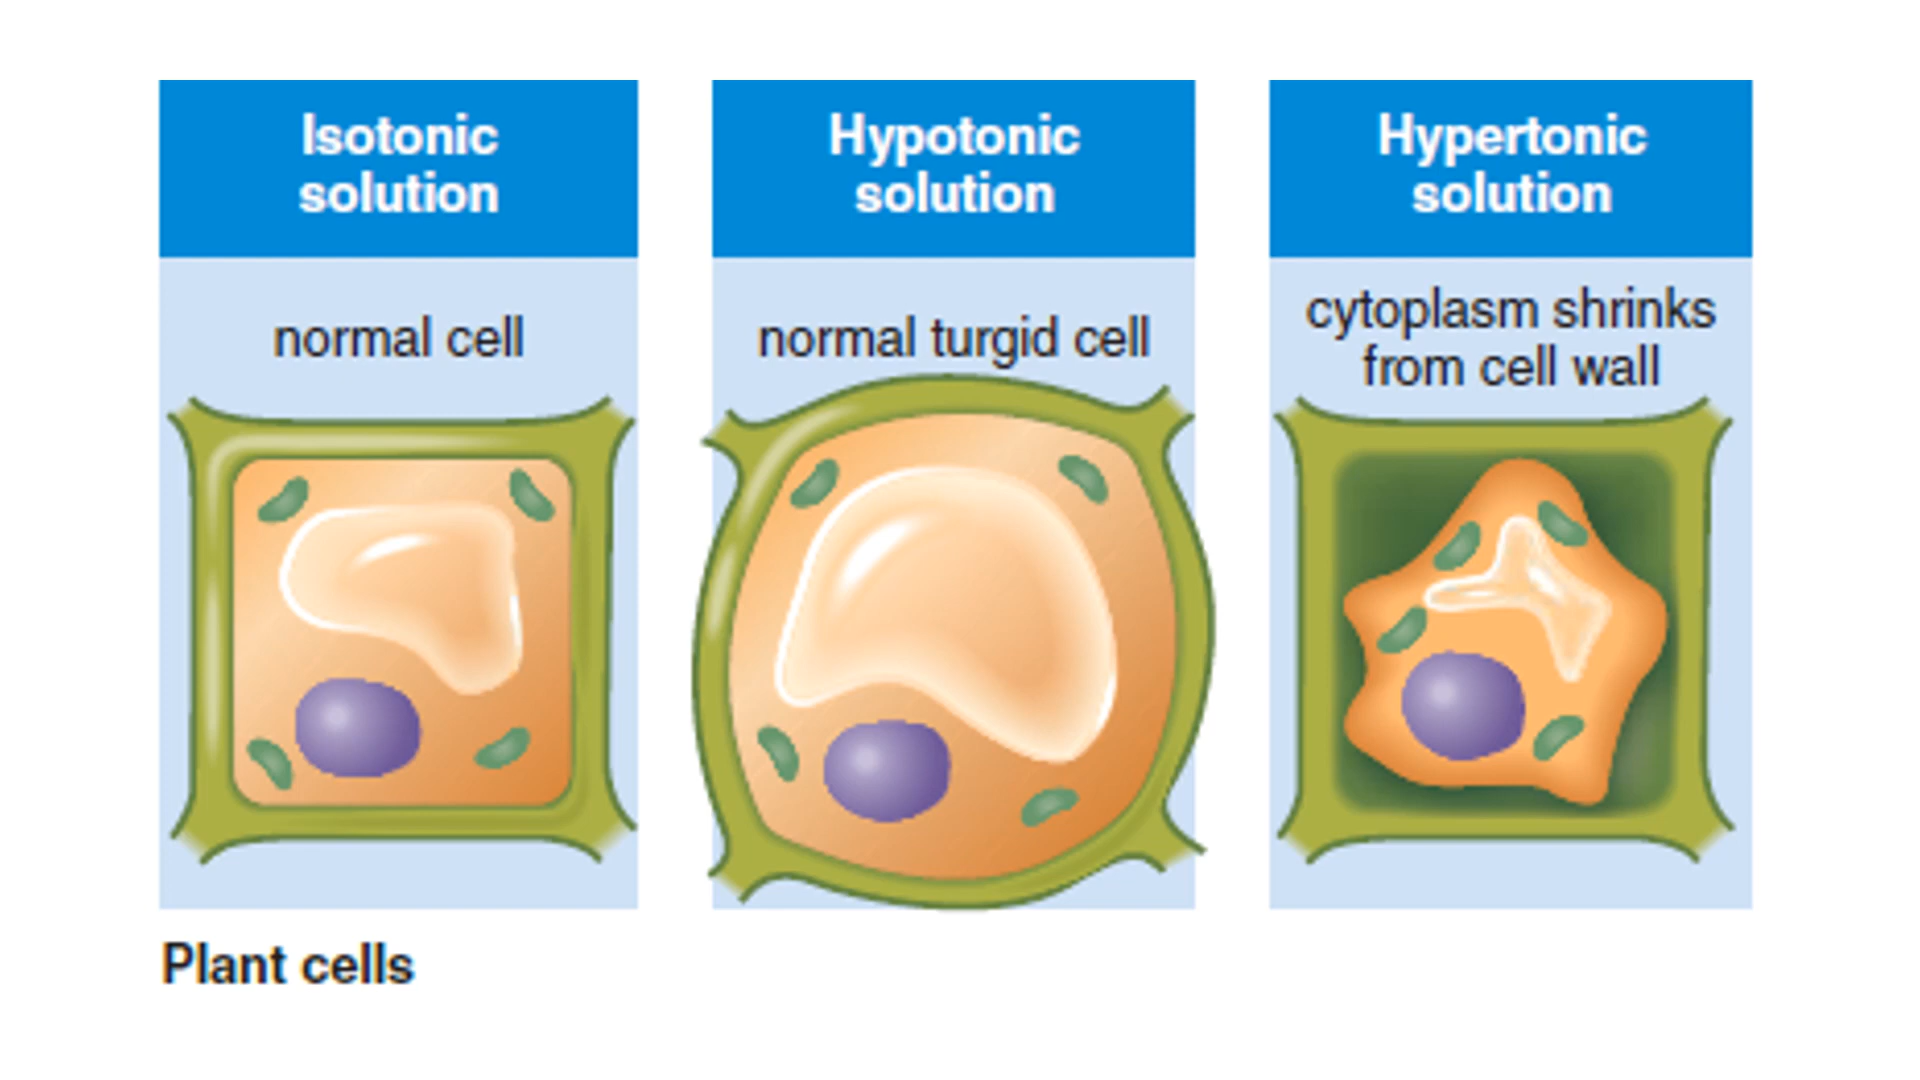 Isotonic
solution
normal cell
Hypotonic
solution
normal turgid cell
Hypertonic
solution
cytoplasm shrinks
from cell wall
Plant cells